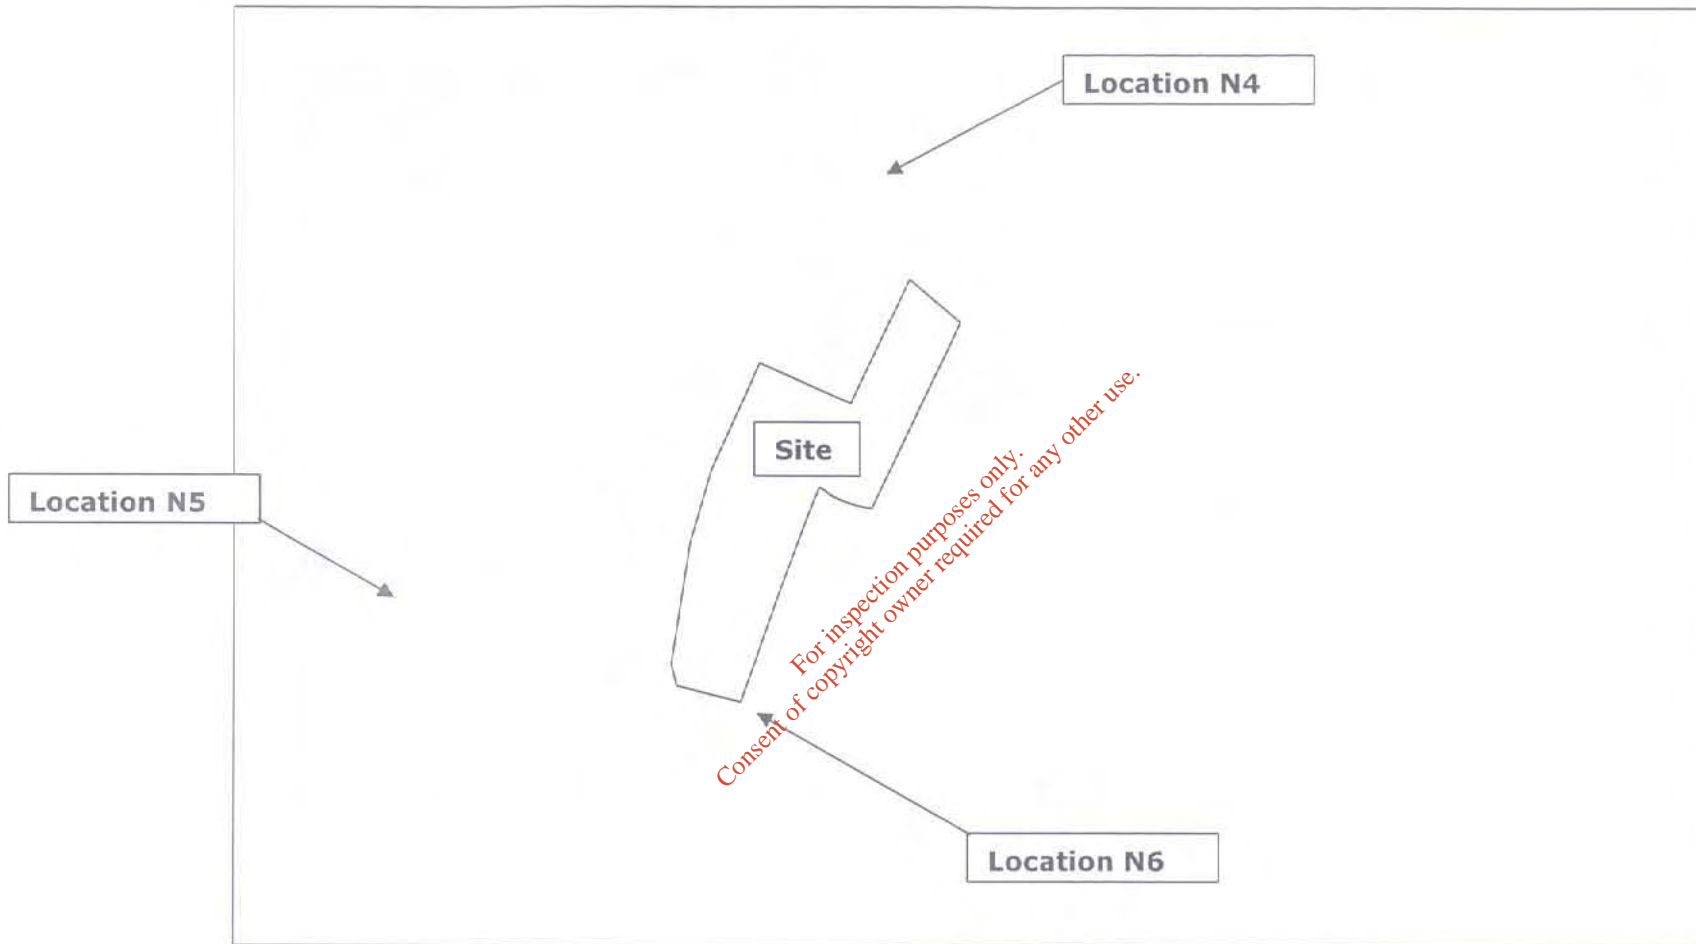 Location N4
Site
Location N5
For inspection purposes only.
Consent of copyright owner required for any other use.
Location N6